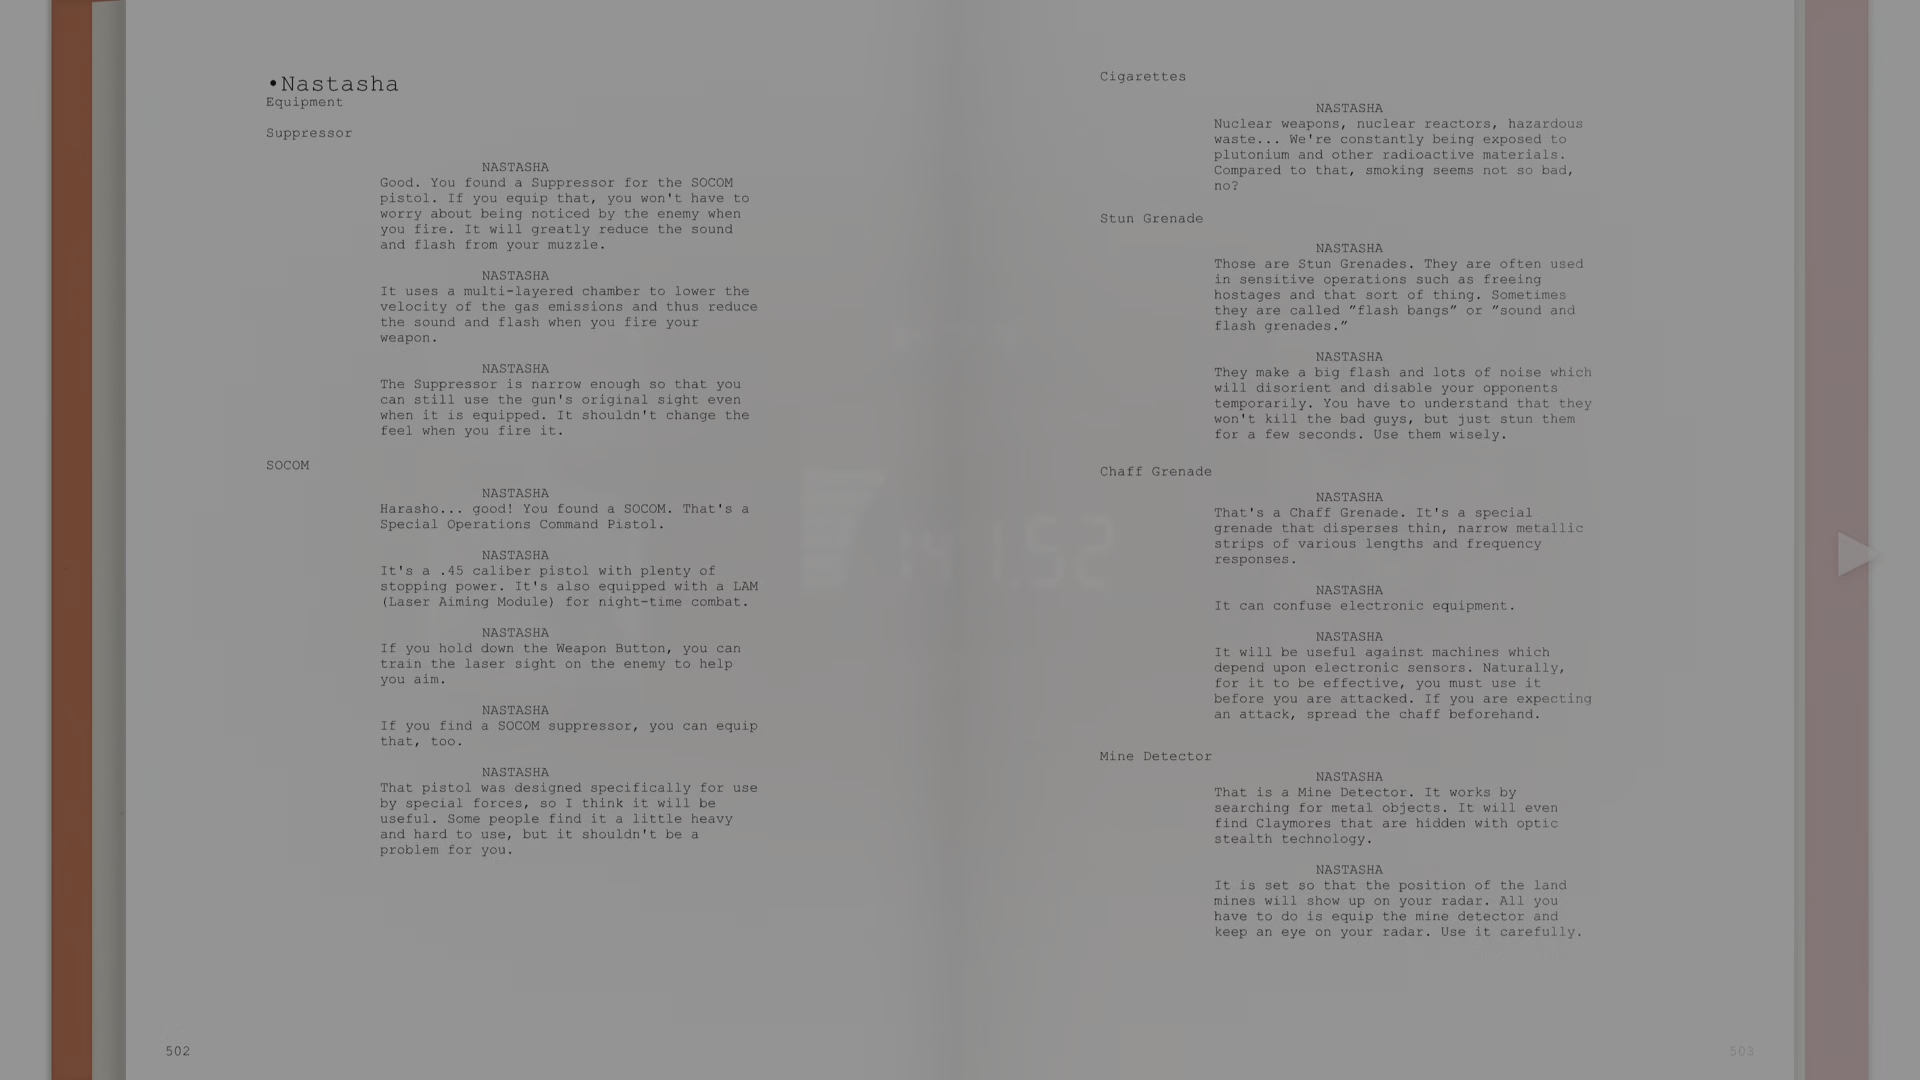 •Nastasha
Equipment
Suppressor
NASTASHA
Good. You found a Suppressor for the SOCOM
pistol. If you equip that, you won't have to
worry about being noticed by the enemy when
you fire. It will greatly reduce the sound
and flash from your muzzle.
NASTASHA
It uses a multi-layered chamber to lower the
velocity of the gas emissions and thus reduce
the sound and flash when you fire your
weapon.
NASTASHA
The Suppressor is narrow enough so that you
can still use the gun's original sight even
when it is equipped. It shouldn't change the
feel when you fire it.
SOCOM
NASTASHA
Harasho... good! You found a SOCOM. That's a
Special Operations Command Pistol.
NASTASHA
It's a .45 caliber pistol with plenty of
stopping power. It's also equipped with a LAM
(Laser Aiming Module) for night-time combat.
NASTASHA
If you hold down the Weapon Button, you can
train the laser sight on the enemy to help
you aim.
NASTASHA
If you find a SOCOM suppressor, you can equip
that, too.
NASTASHA
That pistol was designed specifically for use
by special forces, so I think it will be
useful. Some people find it a little heavy
and hard to use, but it shouldn't be a
problem for you.
502
Cigarettes
NASTASHA
Nuclear weapons, nuclear reactors, hazardous
waste... We're constantly being exposed to
plutonium and other radioactive materials.
Compared to that, smoking seems not so bad,
no?
Stun Grenade
NASTASHA
Those are Stun Grenades. They are often used
in sensitive operations such as freeing
hostages and that sort of thing. Sometimes
they are called "flash bangs" or "sound and
flash grenades."
NASTASHA
They make a big flash and lots of noise which
will disorient and disable your opponents
temporarily. You have to understand that they
won't kill the bad guys, but just stun them
for a few seconds. Use them wisely.
Chaff Grenade
NASTASHA
That's a Chaff Grenade. It's a special
grenade that disperses thin, narrow metallic
strips of various lengths and frequency
responses.
NASTASHA
It can confuse electronic equipment.
NASTASHA
It will be useful against machines which
depend upon electronic sensors. Naturally,
for it to be effective, you must use it
before you are attacked. If you are expecting
an attack, spread the chaff beforehand.
Mine Detector
NASTASHA
That is a Mine Detector. It works by
searching for metal objects. It will even
find Claymores that are hidden with optic
stealth technology.
NASTASHA
It is set so that the position of the land
mines will show up on your radar. All you
have to do is equip the mine detector and
keep an eye on your radar. Use it carefully.
503